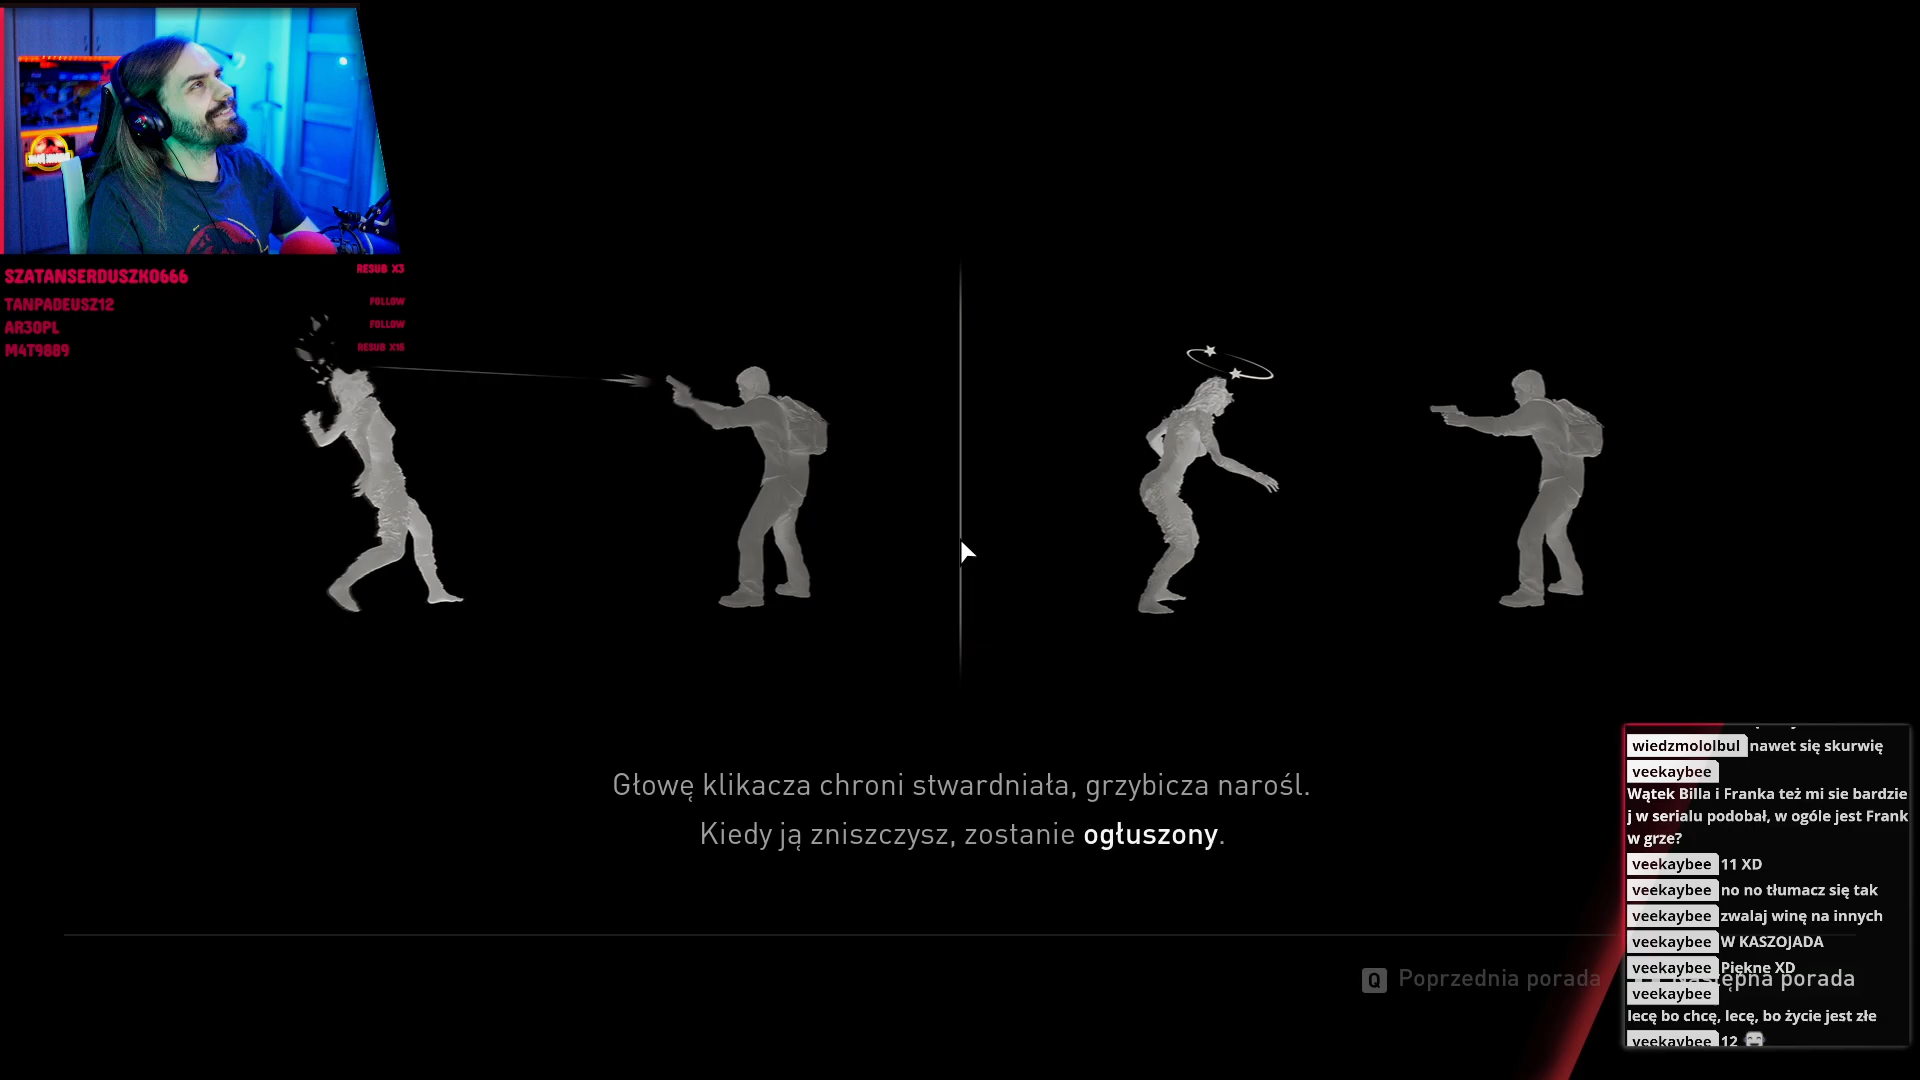 SZATANSERDUSZKO666 RESUB X3
TANPADEUSZ12 FOLLOW
AR3OPL FOLLOW
M4T9889 RESUB X16
Głowę klikacza chroni stwardniała, grzybicza narośl.
Kiedy ją zniszczysz, zostanie ogłuszony.
Q Poprzednia porada
porada
wiedzmololbul nawet się skurwię
veekaybee
Wątek Billa i Franka też mi sie bardzie
j w serialu podobał, w ogóle jest Frank
w grze?
veekaybee 11 XD
veekaybee no no tłumacz się tak
veekaybee zwalaj winę na innych
veekaybee W KASZOJADA
veekaybee Piękne XD
veekaybee
lecę bo chcę, lecę, bo życie jest złe
veekaybee 12